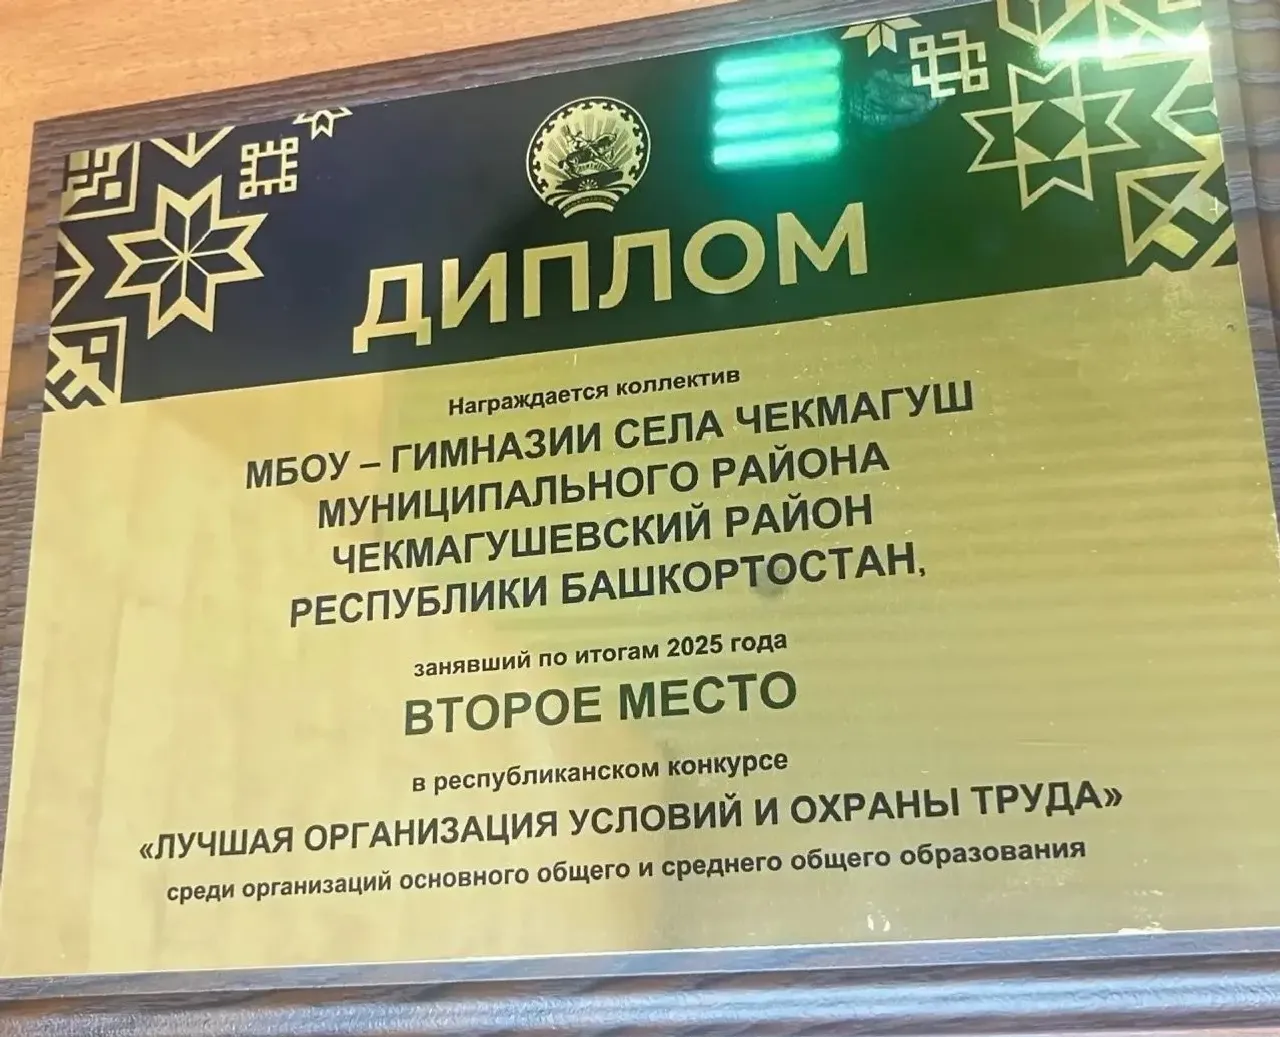 ДИПЛОМ
Награждается коллектив
МБОУ – ГИМНАЗИИ СЕЛА ЧЕКМАГУШ
МУНИЦИПАЛЬНОГО РАЙОНА
ЧЕКМАГУШЕВСКИЙ РАЙОН
РЕСПУБЛИКИ БАШКОРТОСТАН,
занявший по итогам 2025 года
ВТОРОЕ МЕСТО
в республиканском конкурсе
«ЛУЧШАЯ ОРГАНИЗАЦИЯ УСЛОВИЙ И ОХРАНЫ ТРУДА»
среди организаций основного общего и среднего общего образования